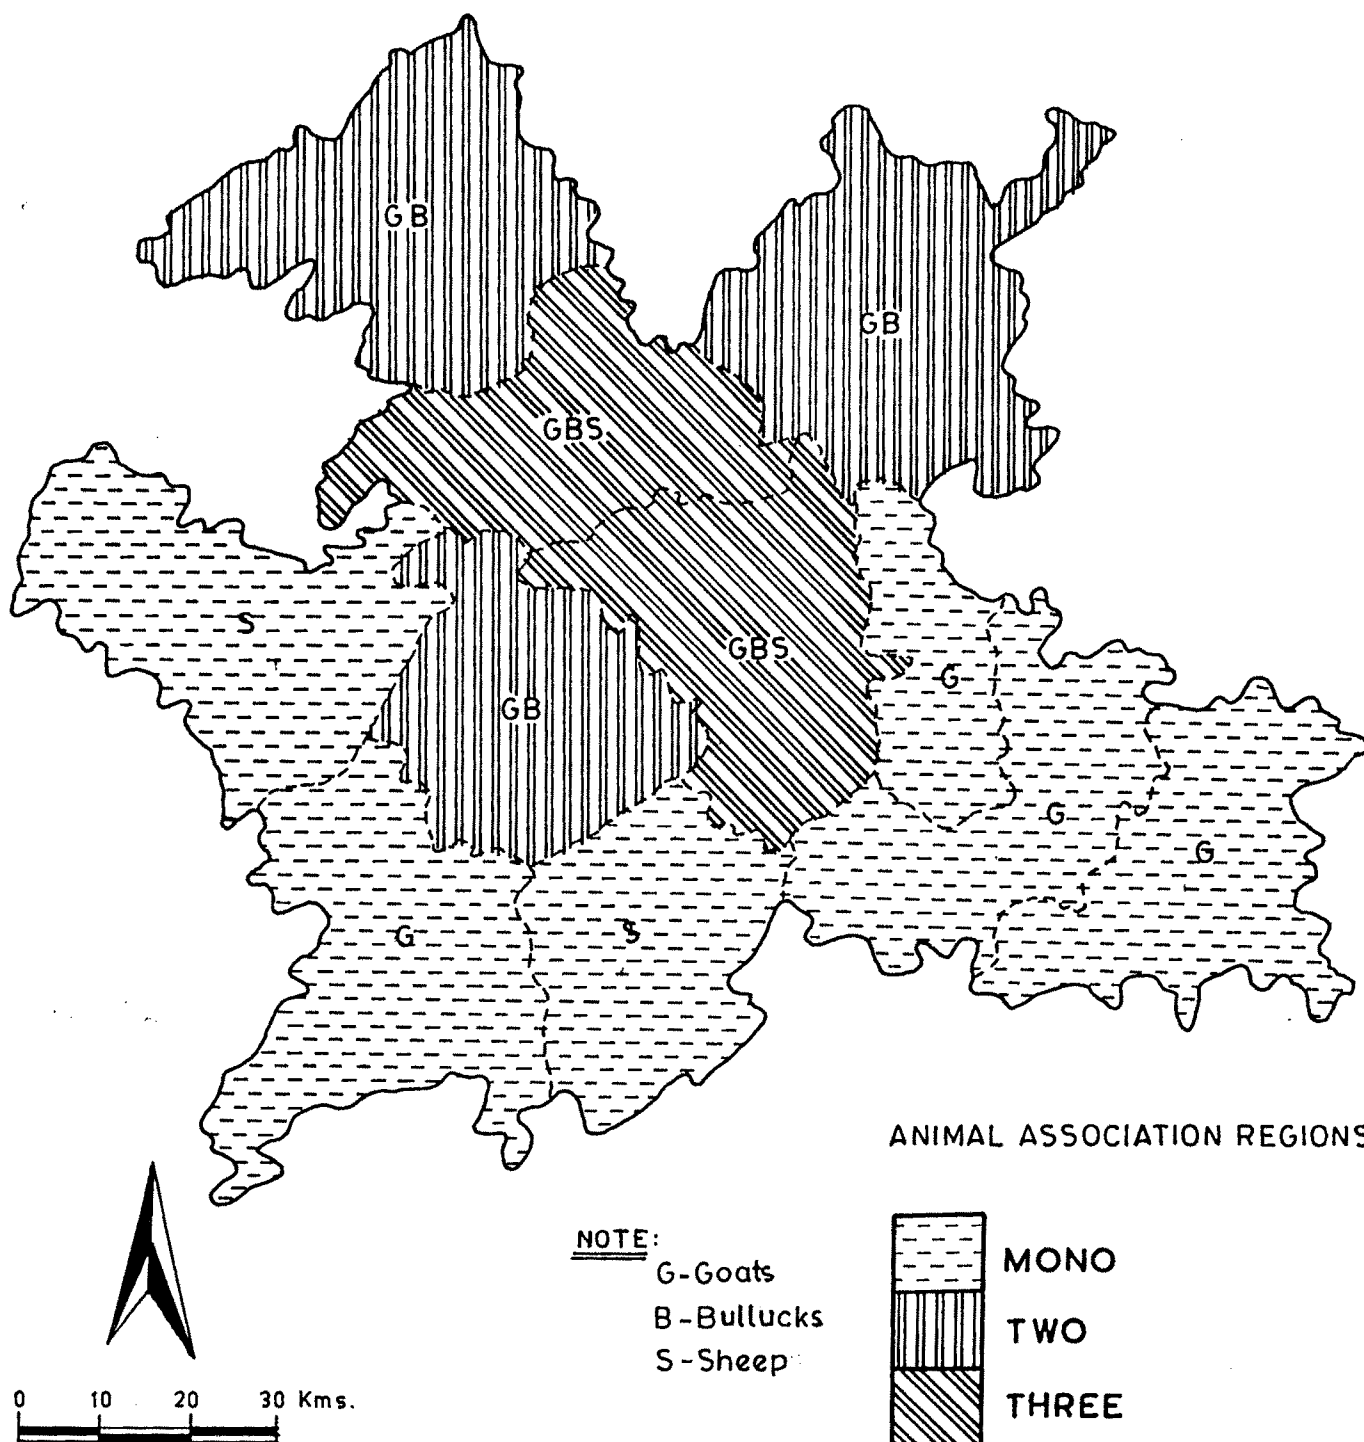 GB
GB
GBS
S
GBS
G
GB
G
G
G
S
ANIMAL ASSOCIATION REGIONS
NOTE:
G-Goats
B-Bullucks
S-Sheep
MONO
TWO
THREE
0 10 20 30 Kms.